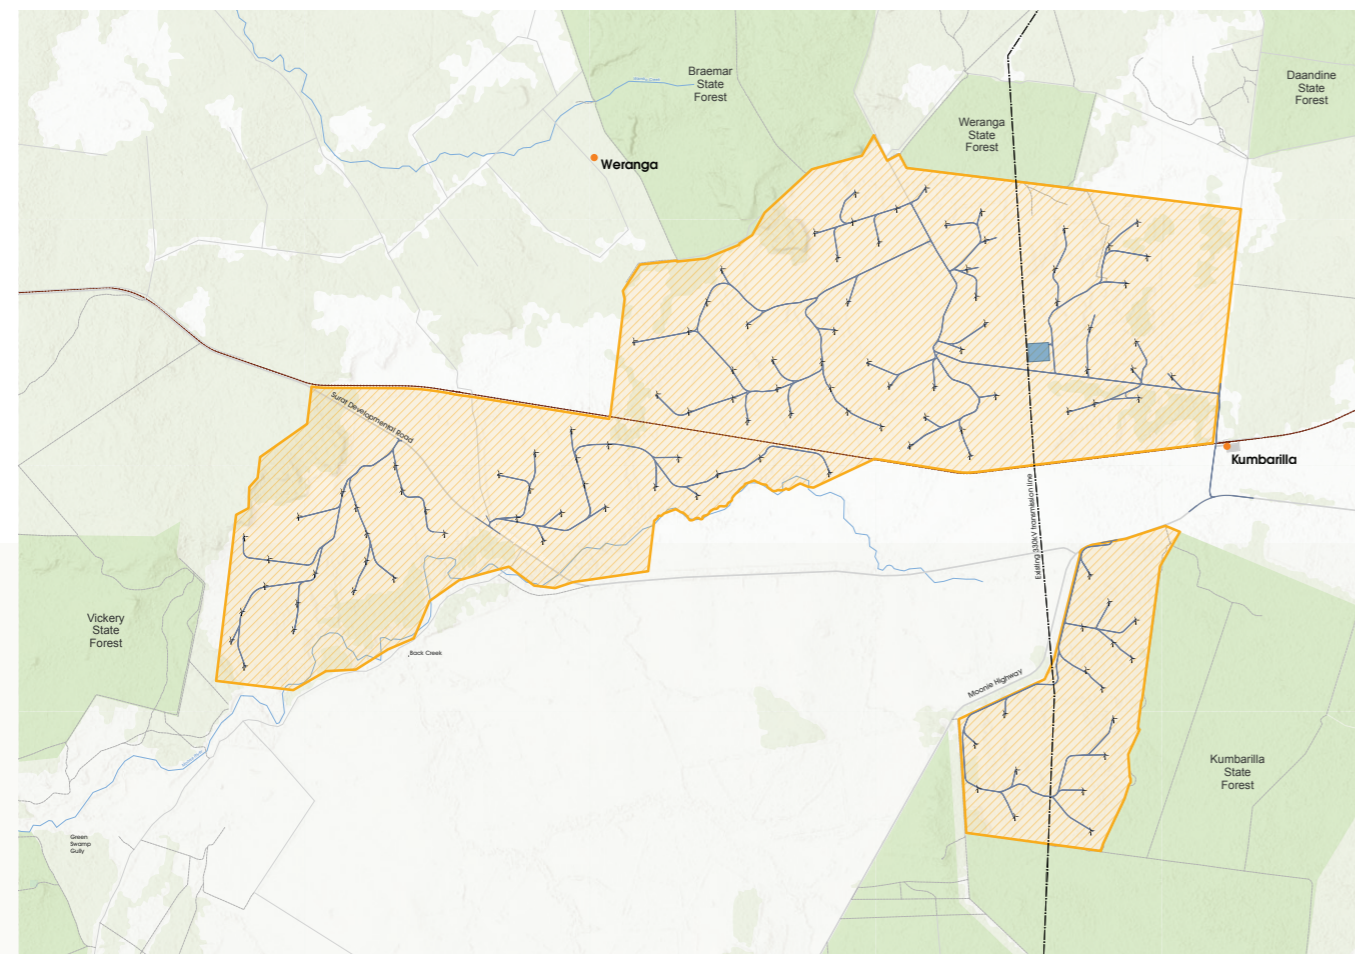 Braemar
State
Forest
Daandine
State
Forest
Weranga
State
Forest
Weranga
Surat Developmental Road
Kumbarilla
Existing 330kV transmission line
Vickery
State
Forest
Back Creek
Moonie Highway
Kumbarilla
State
Forest
Green
Swamp
Gully